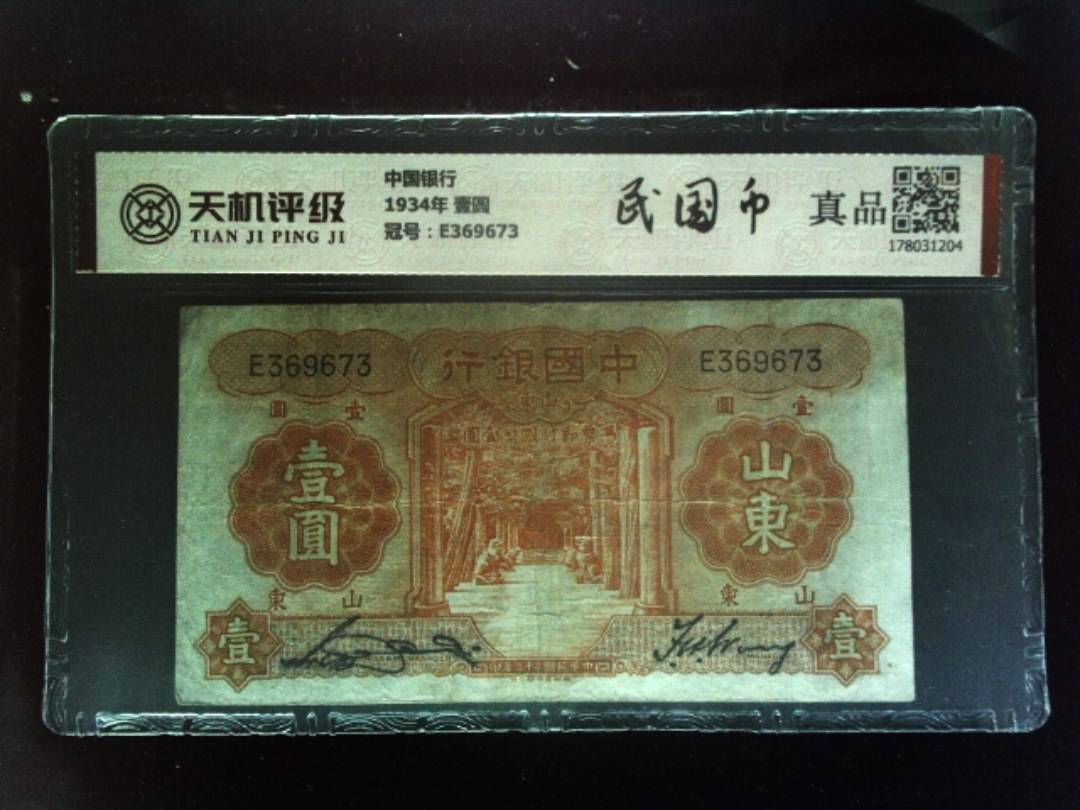 天机评级
TIAN JI PING JI
中国银行
1934年 壹圆
冠号：E369673
民国币
真品
178031204
E369673
行銀國中
E369673
圓 壹
圓 壹
壹圓
山東
東 山
東 山
壹
壹